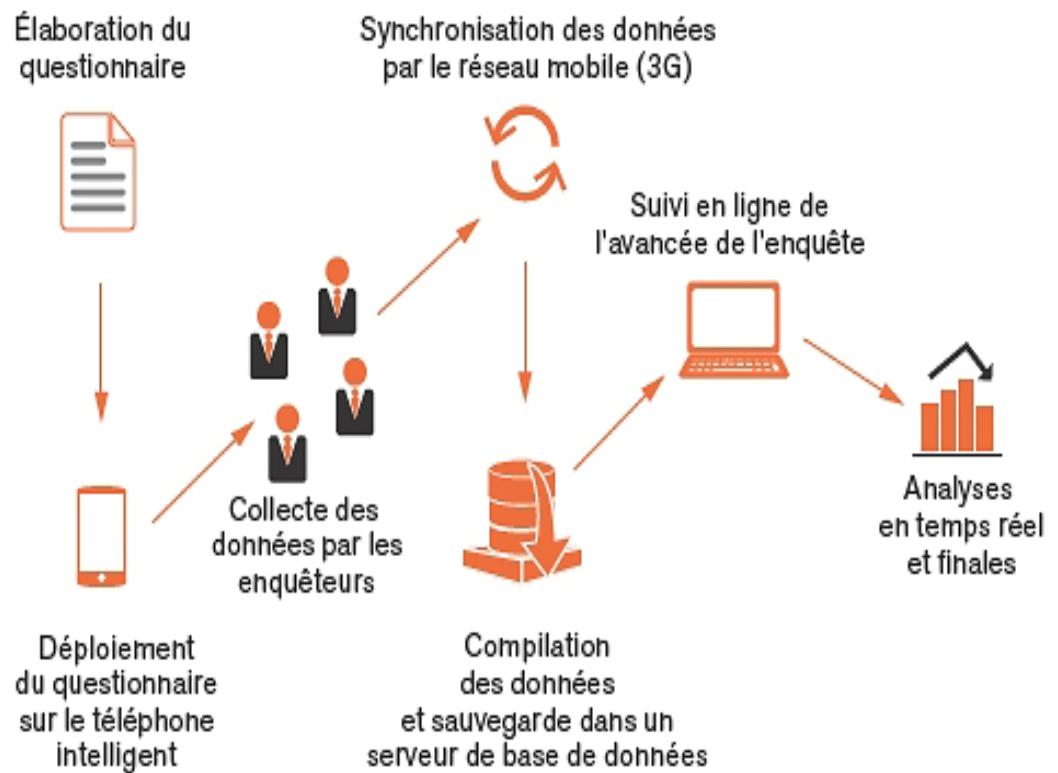 Élaboration du
questionnaire
Synchronisation des données
par le réseau mobile (3G)
Suivi en ligne de
l'avancée de l'enquête
Collecte des
données par les
enquêteurs
Analyses
en temps réel
et finales
Déploiement
du questionnaire
sur le téléphone
intelligent
Compilation
des données
et sauvegarde dans un
serveur de base de données